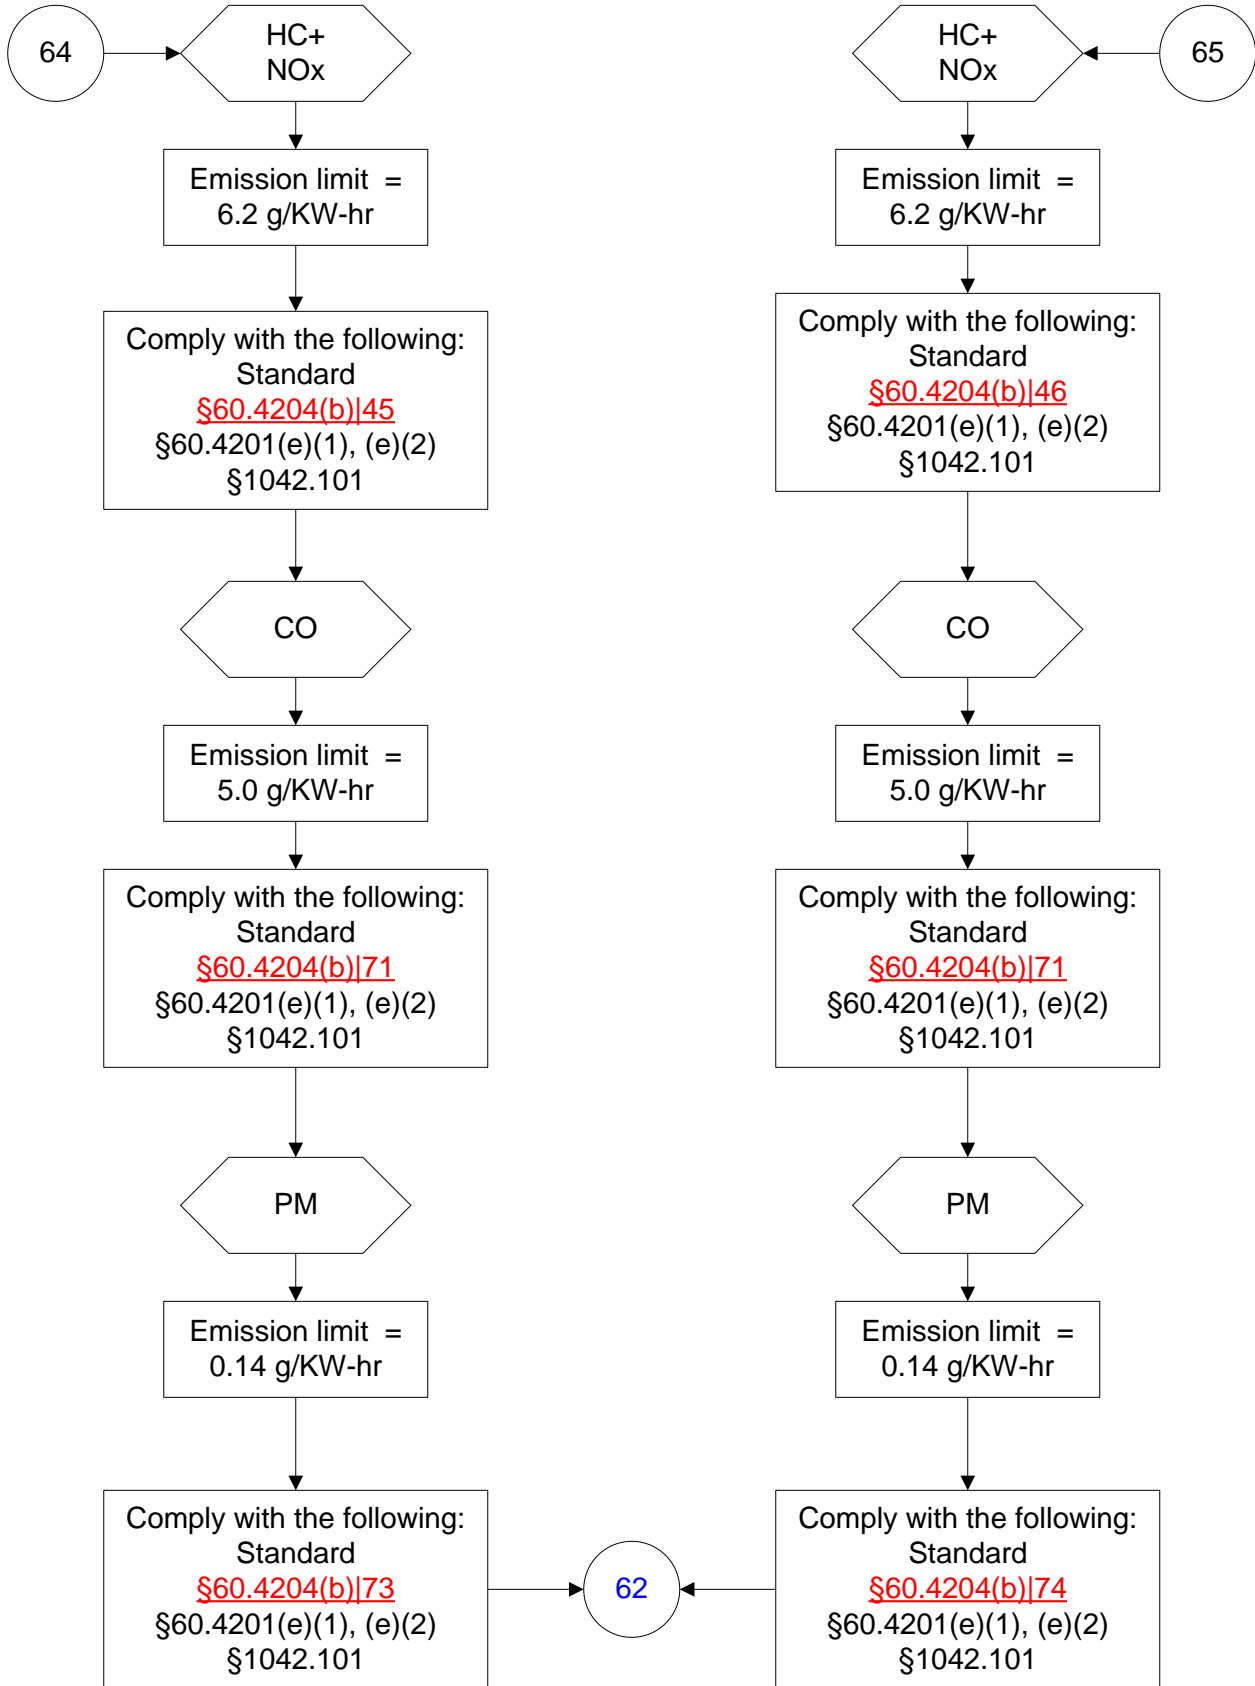 64
HC+
NOx
Emission limit =
6.2 g/KW-hr
Comply with the following:
Standard
§60.4204(b)|45
§60.4201(e)(1), (e)(2)
§1042.101
CO
Emission limit =
5.0 g/KW-hr
Comply with the following:
Standard
§60.4204(b)|71
§60.4201(e)(1), (e)(2)
§1042.101
PM
Emission limit =
0.14 g/KW-hr
Comply with the following:
Standard
§60.4204(b)|73
§60.4201(e)(1), (e)(2)
§1042.101
62
HC+
NOx
65
Emission limit =
6.2 g/KW-hr
Comply with the following:
Standard
§60.4204(b)|46
§60.4201(e)(1), (e)(2)
§1042.101
CO
Emission limit =
5.0 g/KW-hr
Comply with the following:
Standard
§60.4204(b)|71
§60.4201(e)(1), (e)(2)
§1042.101
PM
Emission limit =
0.14 g/KW-hr
Comply with the following:
Standard
§60.4204(b)|74
§60.4201(e)(1), (e)(2)
§1042.101